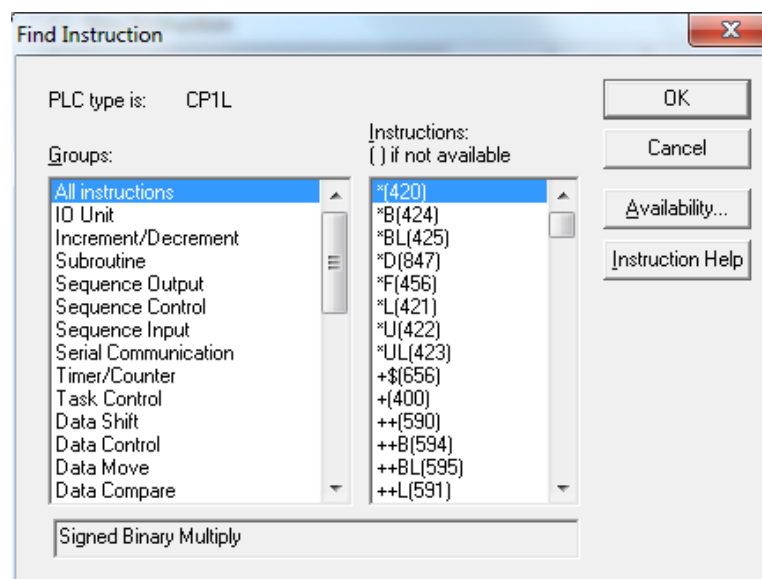 Find Instruction
PLC type is: CP1L
Groups:
Instructions:
( ) if not available
OK
Cancel
Availability...
Instruction Help
All instructions
IO Unit
Increment/Decrement
Subroutine
Sequence Output
Sequence Control
Sequence Input
Serial Communication
Timer/Counter
Task Control
Data Shift
Data Control
Data Move
Data Compare
*(420)
*B(424)
*BL(425)
*D(847)
*F(456)
*L(421)
*U(422)
*UL(423)
+$(656)
+(400)
++(590)
++B(594)
++BL(595)
++L(591)
Signed Binary Multiply